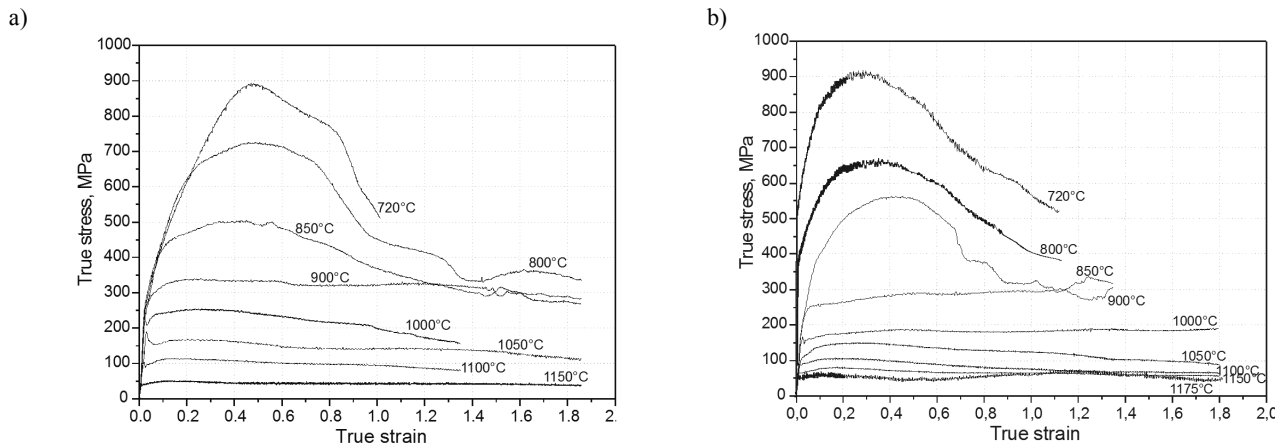 a)
1000
900
800
700
600
500
400
300
200
100
0
0.0 0.2 0.4 0.6 0.8 1.0 1.2 1.4 1.6 1.8 2.
True stress, MPa
True strain
720°C
850°C
800°C
900°C
1000°C
1050°C
1100°C
1150°C
b)
1000
900
800
700
600
500
400
300
200
100
0
0,0 0,2 0,4 0,6 0,8 1,0 1,2 1,4 1,6 1,8 2.0
True stress, MPa
True strain
720°C
800°C
850°C
900°C
1000°C
1050°C
1100°C
1150°C
1175°C